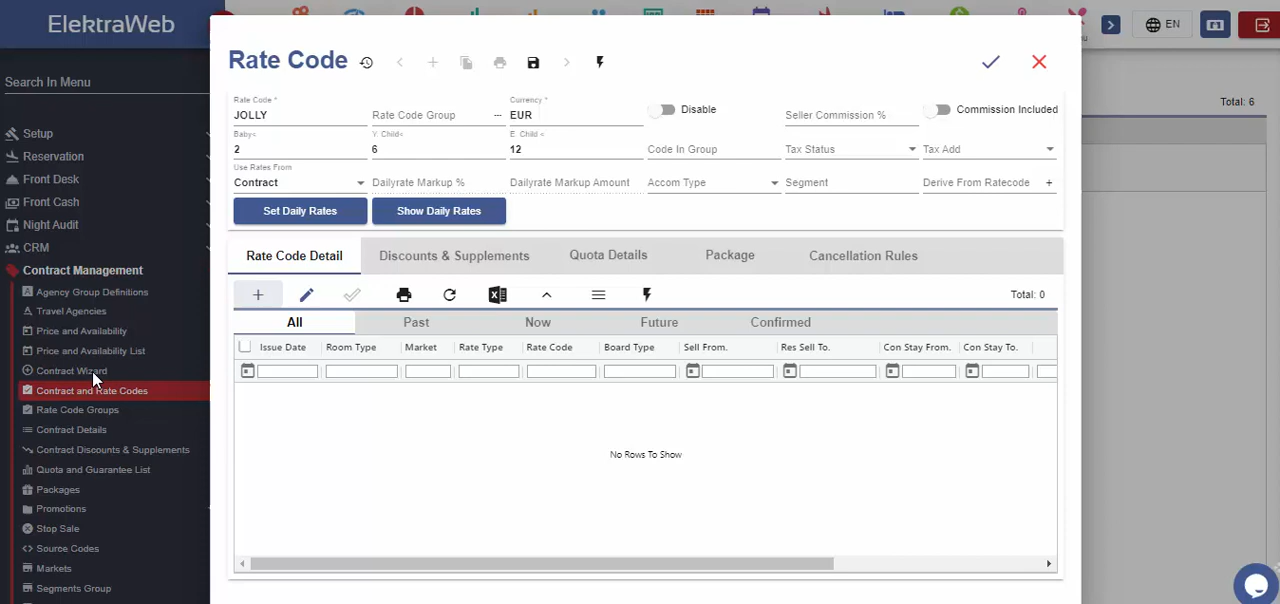 ElektraWeb
EN
Search In Menu
Setup
Reservation
Front Desk
Front Cash
Night Audit
CRM
Contract Management
Agency Group Definitions
Travel Agencies
Price and Availability
Price and Availability List
Contract Wizard
Contract and Rate Codes
Rate Code Groups
Contract Details
Contract Discounts & Supplements
Quota and Guarantee List
Packages
Promotions
Stop Sale
Source Codes
Markets
Segments Group
Total: 6
Rate Code
Rate Code *
JOLLY
Rate Code Group
Currency *
EUR
Disable
Seller Commission %
Commission Included
Baby<
2
Y. Child<
6
E. Child <
12
Code In Group
Tax Status
Tax Add
Use Rates From
Contract
Dailyrate Markup %
Dailyrate Markup Amount
Accom Type
Segment
Derive From Ratecode
Set Daily Rates
Show Daily Rates
Rate Code Detail
Discounts & Supplements
Quota Details
Package
Cancellation Rules
Total: 0
All
Past
Now
Future
Confirmed
Issue Date
Room Type
Market
Rate Type
Rate Code
Board Type
Sell From.
Res Sell To.
Con Stay From.
Con Stay To.
No Rows To Show